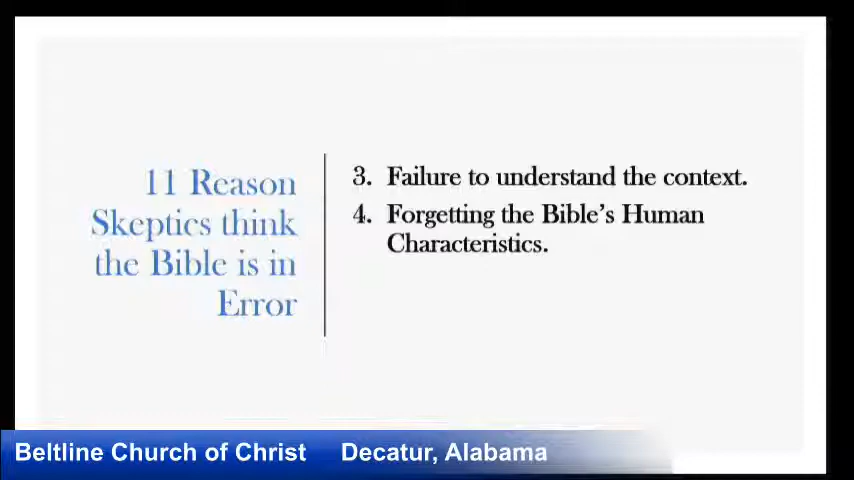 11 Reason
Skeptics think
the Bible is in
Error
3. Failure to understand the context.
4. Forgetting the Bible's Human
Characteristics.
Beltline Church of Christ Decatur, Alabama